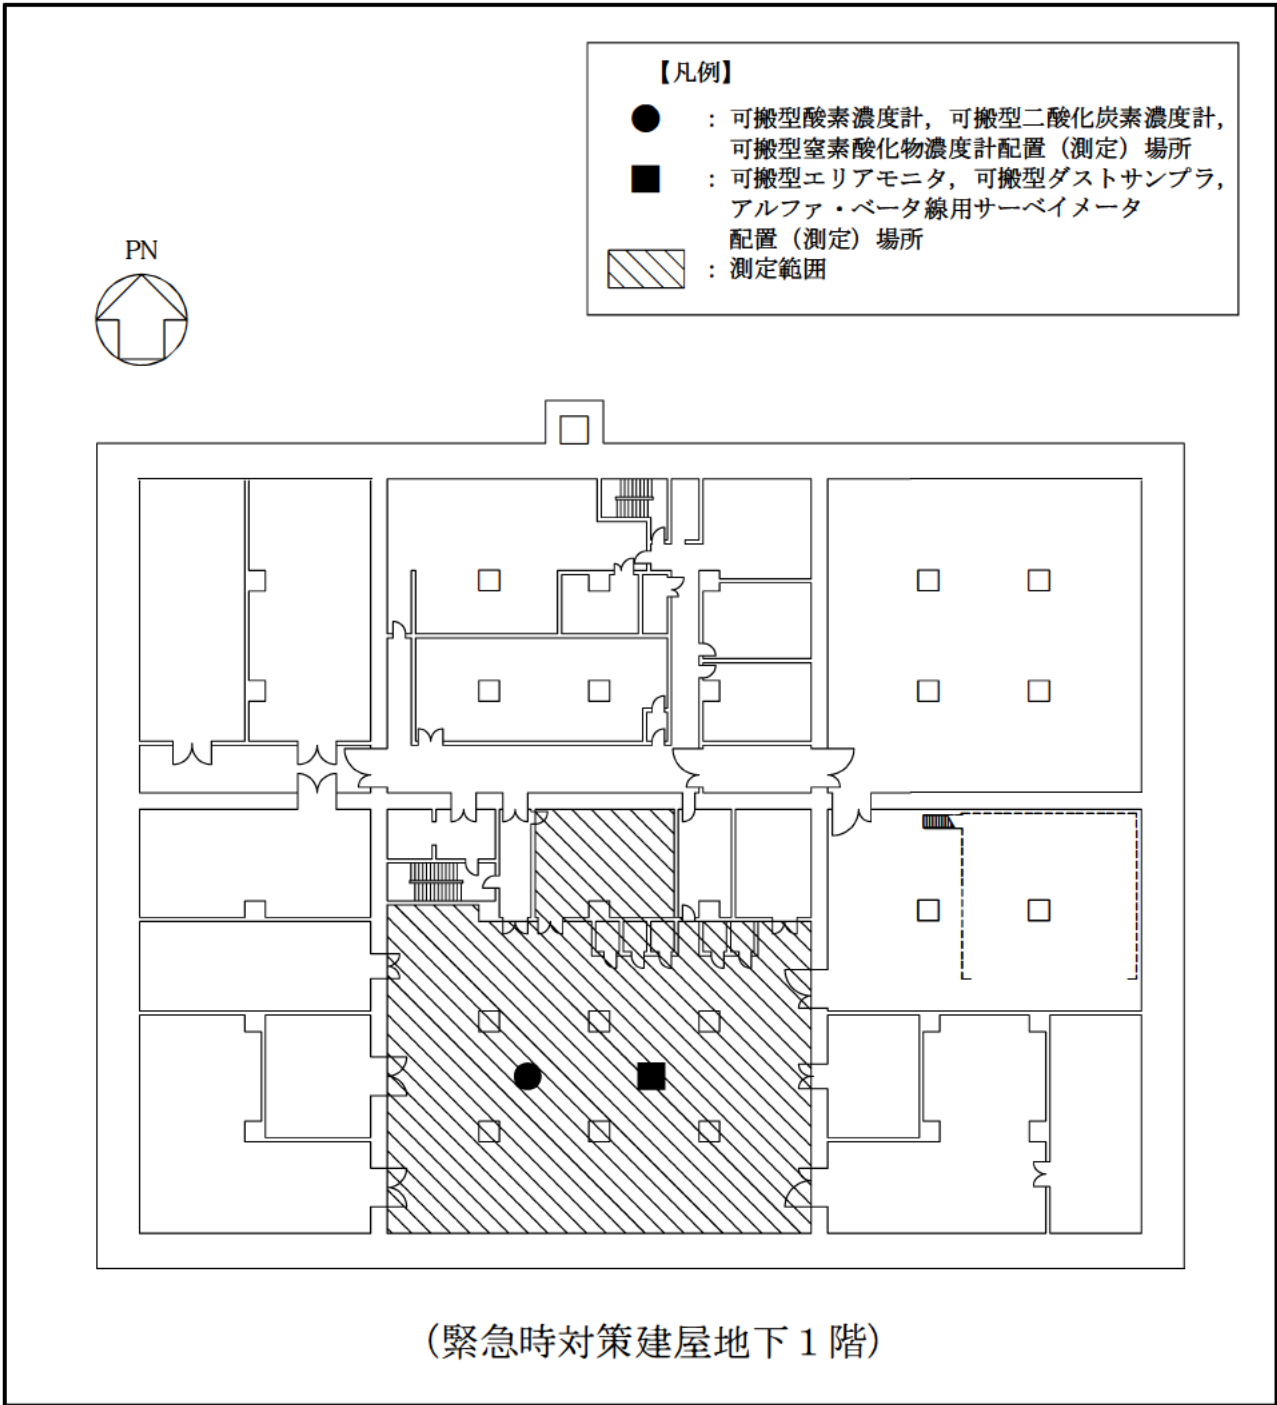 【凡例】
：可搬型酸素濃度計，可搬型二酸化炭素濃度計，
可搬型窒素酸化物濃度計配置（測定）場所
：可搬型エリアモニタ，可搬型ダストサンプラ，
アルファ・ベータ線用サーベイメータ
配置（測定）場所
：測定範囲
PN
（緊急時対策建屋地下１階）